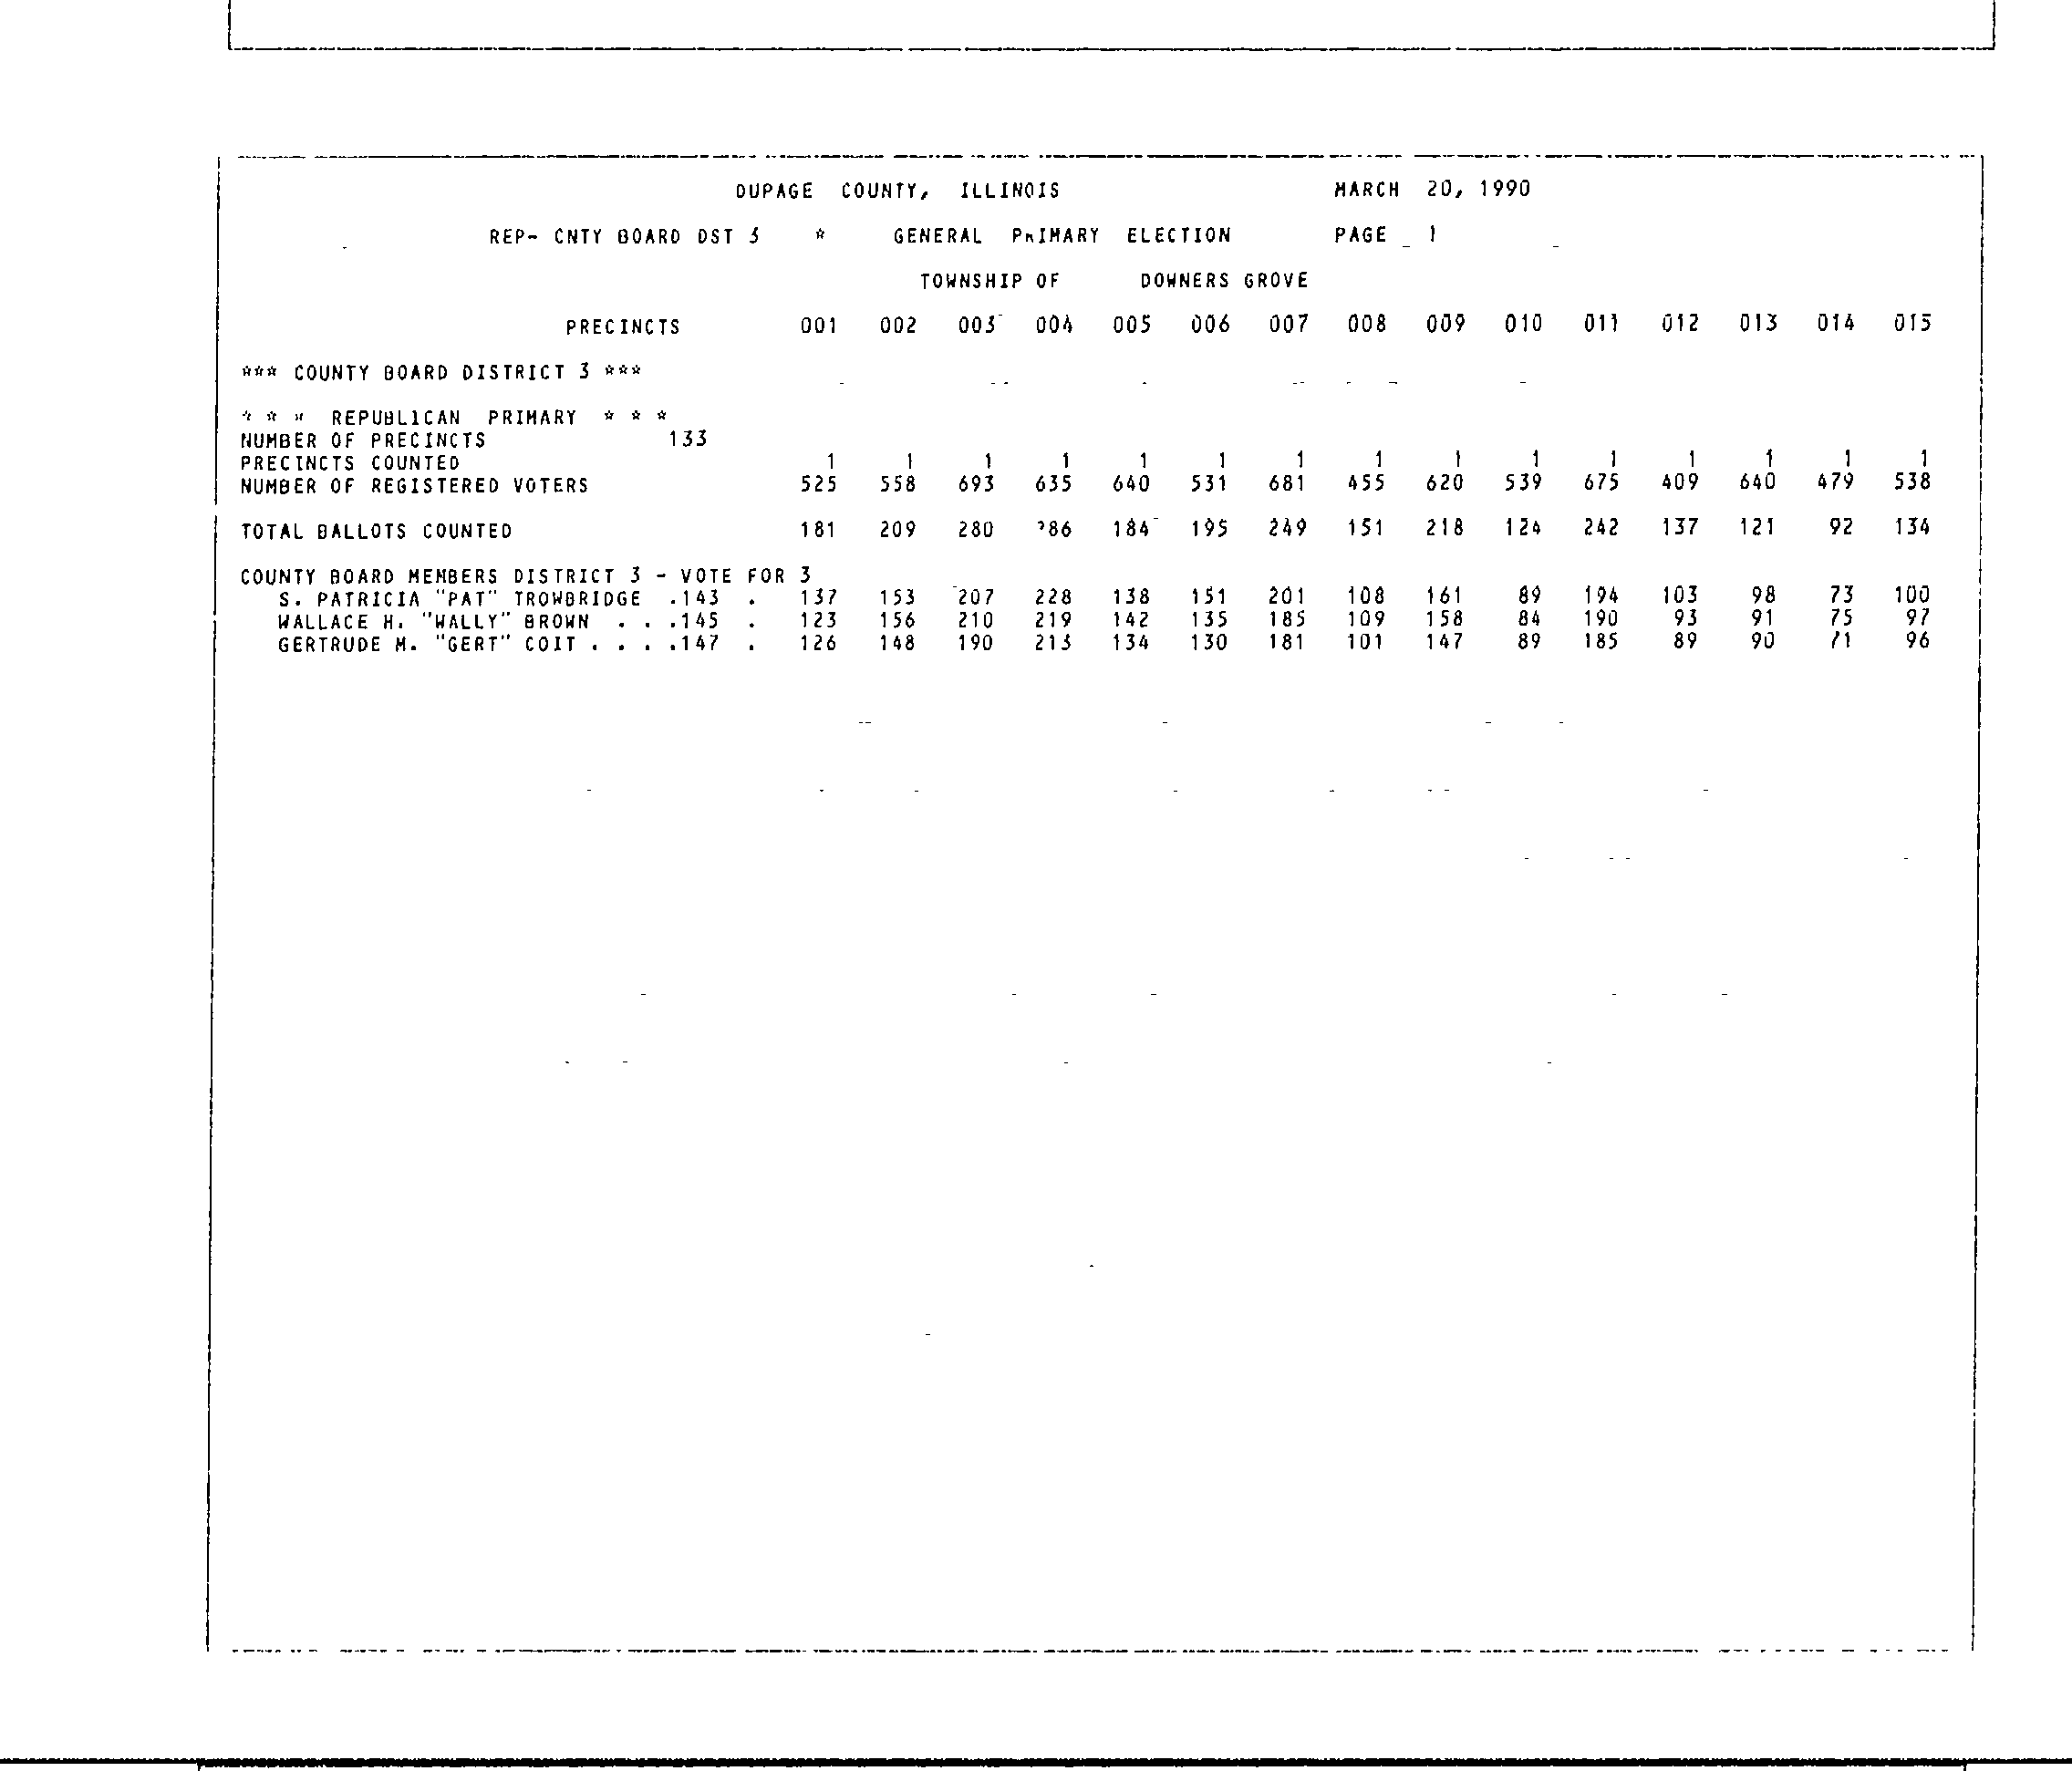 DUPAGE COUNTY, ILLINOIS MARCH 20, 1990
REP- CNTY BOARD DST 3 * GENERAL PRIMARY ELECTION PAGE 1
TOWNSHIP OF DOWNERS GROVE
PRECINCTS 001 002 003 004 005 006 007 008 009 010 011 012 013 014 015
*** COUNTY BOARD DISTRICT 3 ***
* * * REPUBLICAN PRIMARY * * *
NUMBER OF PRECINCTS 133
PRECINCTS COUNTED 1 1 1 1 1 1 1 1 1 1 1 1 1 1 1
NUMBER OF REGISTERED VOTERS 525 558 693 635 640 531 681 455 620 539 675 409 640 479 538
TOTAL BALLOTS COUNTED 181 209 280 184 195 249 151 218 124 242 137 121 92 134
COUNTY BOARD MEMBERS DISTRICT 3 - VOTE FOR 3
S. PATRICIA "PAT" TROWBRIDGE .143 . 137 153 207 228 138 151 201 108 161 89 194 103 98 73 100
WALLACE H. "WALLY" BROWN . . .145 . 123 156 210 219 142 135 185 109 158 84 190 93 91 75 97
GERTRUDE M. "GERT" COIT . . . .147 . 126 148 190 213 134 130 181 101 147 89 185 89 90 71 96